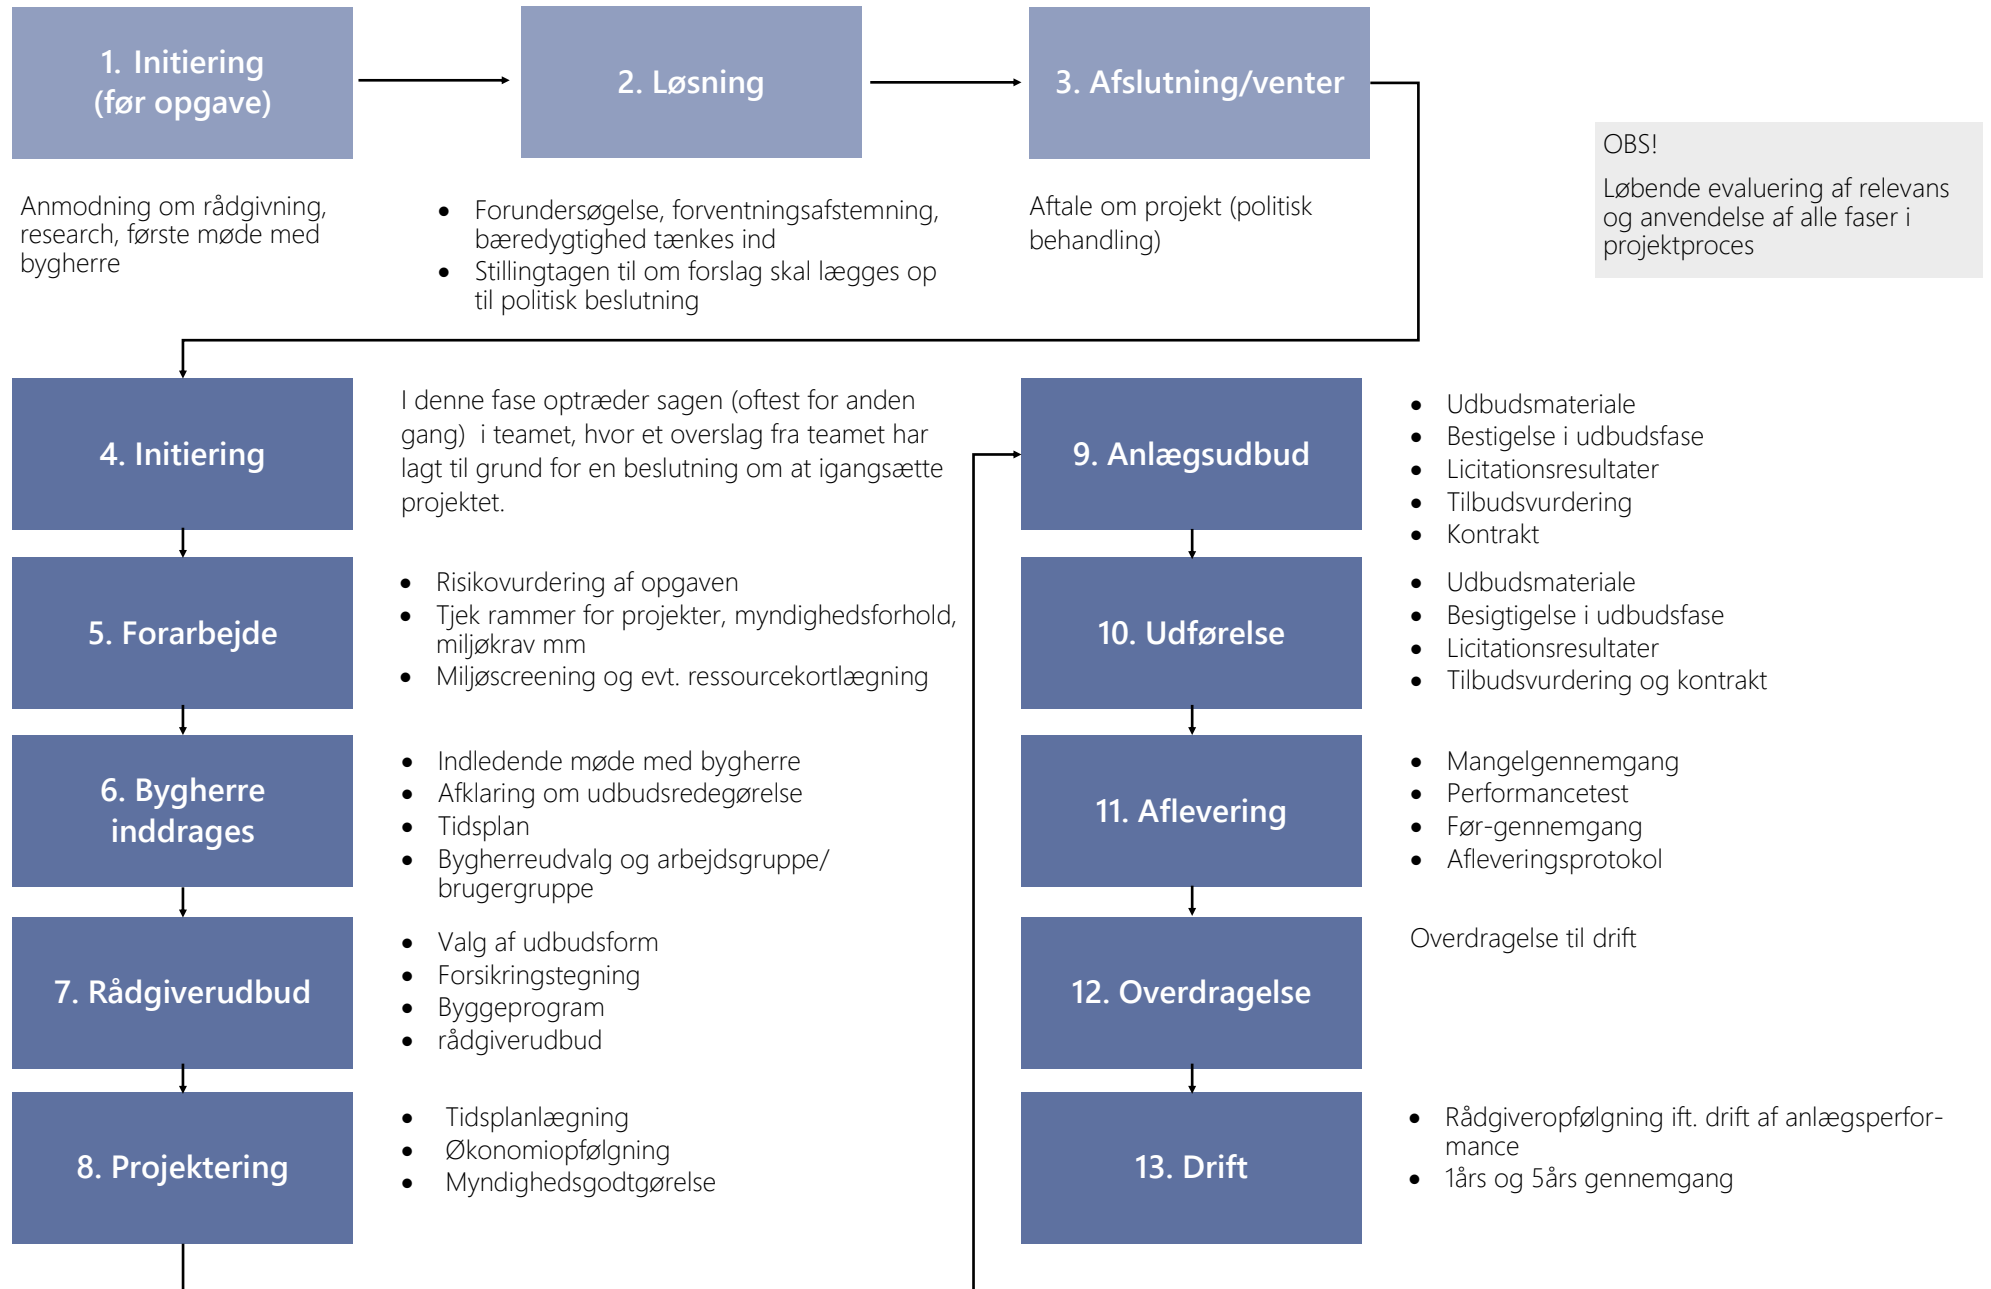 1. Initiering
(før opgave)
2. Løsning
3. Afslutning/venter
OBS!
Løbende evaluering af relevans
og anvendelse af alle faser i
projektproces
Anmodning om rådgivning,
research, første møde med
bygherre
• Forundersøgelse, forventningsafstemning,
bæredygtighed tænkes ind
• Stillingtagen til om forslag skal lægges op
til politisk beslutning
Aftale om projekt (politisk
behandling)
4. Initiering
I denne fase optræder sagen (oftest for anden
gang) i teamet, hvor et overslag fra teamet har
lagt til grund for en beslutning om at igangsætte
projektet.
5. Forarbejde
• Risikovurdering af opgaven
• Tjek rammer for projekter, myndighedsforhold,
miljøkrav mm
• Miljøscreening og evt. ressourcekortlægning
6. Bygherre
inddrages
• Indledende møde med bygherre
• Afklaring om udbudsredegørelse
• Tidsplan
• Bygherreudvalg og arbejdsgruppe/
brugergruppe
7. Rådgiverudbud
• Valg af udbudsform
• Forsikringstegning
• Byggeprogram
• rådgiverudbud
8. Projektering
• Tidsplanlægning
• Økonomiopfølgning
• Myndighedsgodtgørelse
9. Anlægsudbud
• Udbudsmateriale
• Bestigelse i udbudsfase
• Licitationsresultater
• Tilbudsvurdering
• Kontrakt
10. Udførelse
• Udbudsmateriale
• Besigtigelse i udbudsfase
• Licitationsresultater
• Tilbudsvurdering og kontrakt
11. Aflevering
• Mangelgennemgang
• Performancetest
• Før-gennemgang
• Afleveringsprotokol
12. Overdragelse
Overdragelse til drift
13. Drift
• Rådgiveropfølgning ift. drift af anlægsperfor-
mance
• 1års og 5års gennemgang